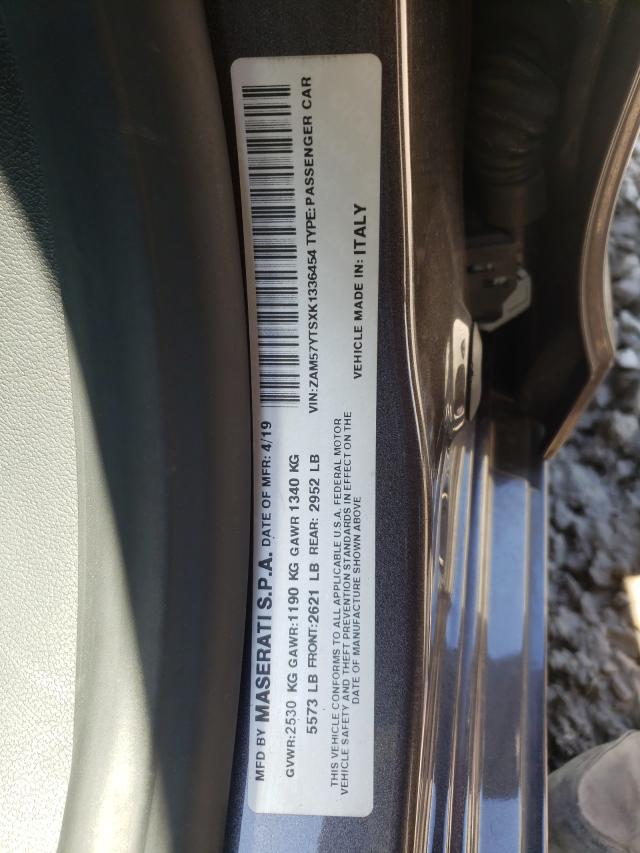 MFD BY MASERATI S.P.A. DATE OF MFR: 4/19
GVWR:2530 KG GAWR:1190 KG GAWR 1340 KG
5573 LB FRONT:2621 LB REAR: 2952 LB
VIN:ZAM57YTSXK1336454 TYPE:PASSENGER CAR
THIS VEHICLE CONFORMS TO ALL APPLICABLE U.S.A. FEDERAL MOTOR
VEHICLE SAFETY AND THEFT PREVENTION STANDARDS IN EFFECT ON THE
DATE OF MANUFACTURE SHOWN ABOVE
VEHICLE MADE IN: ITALY